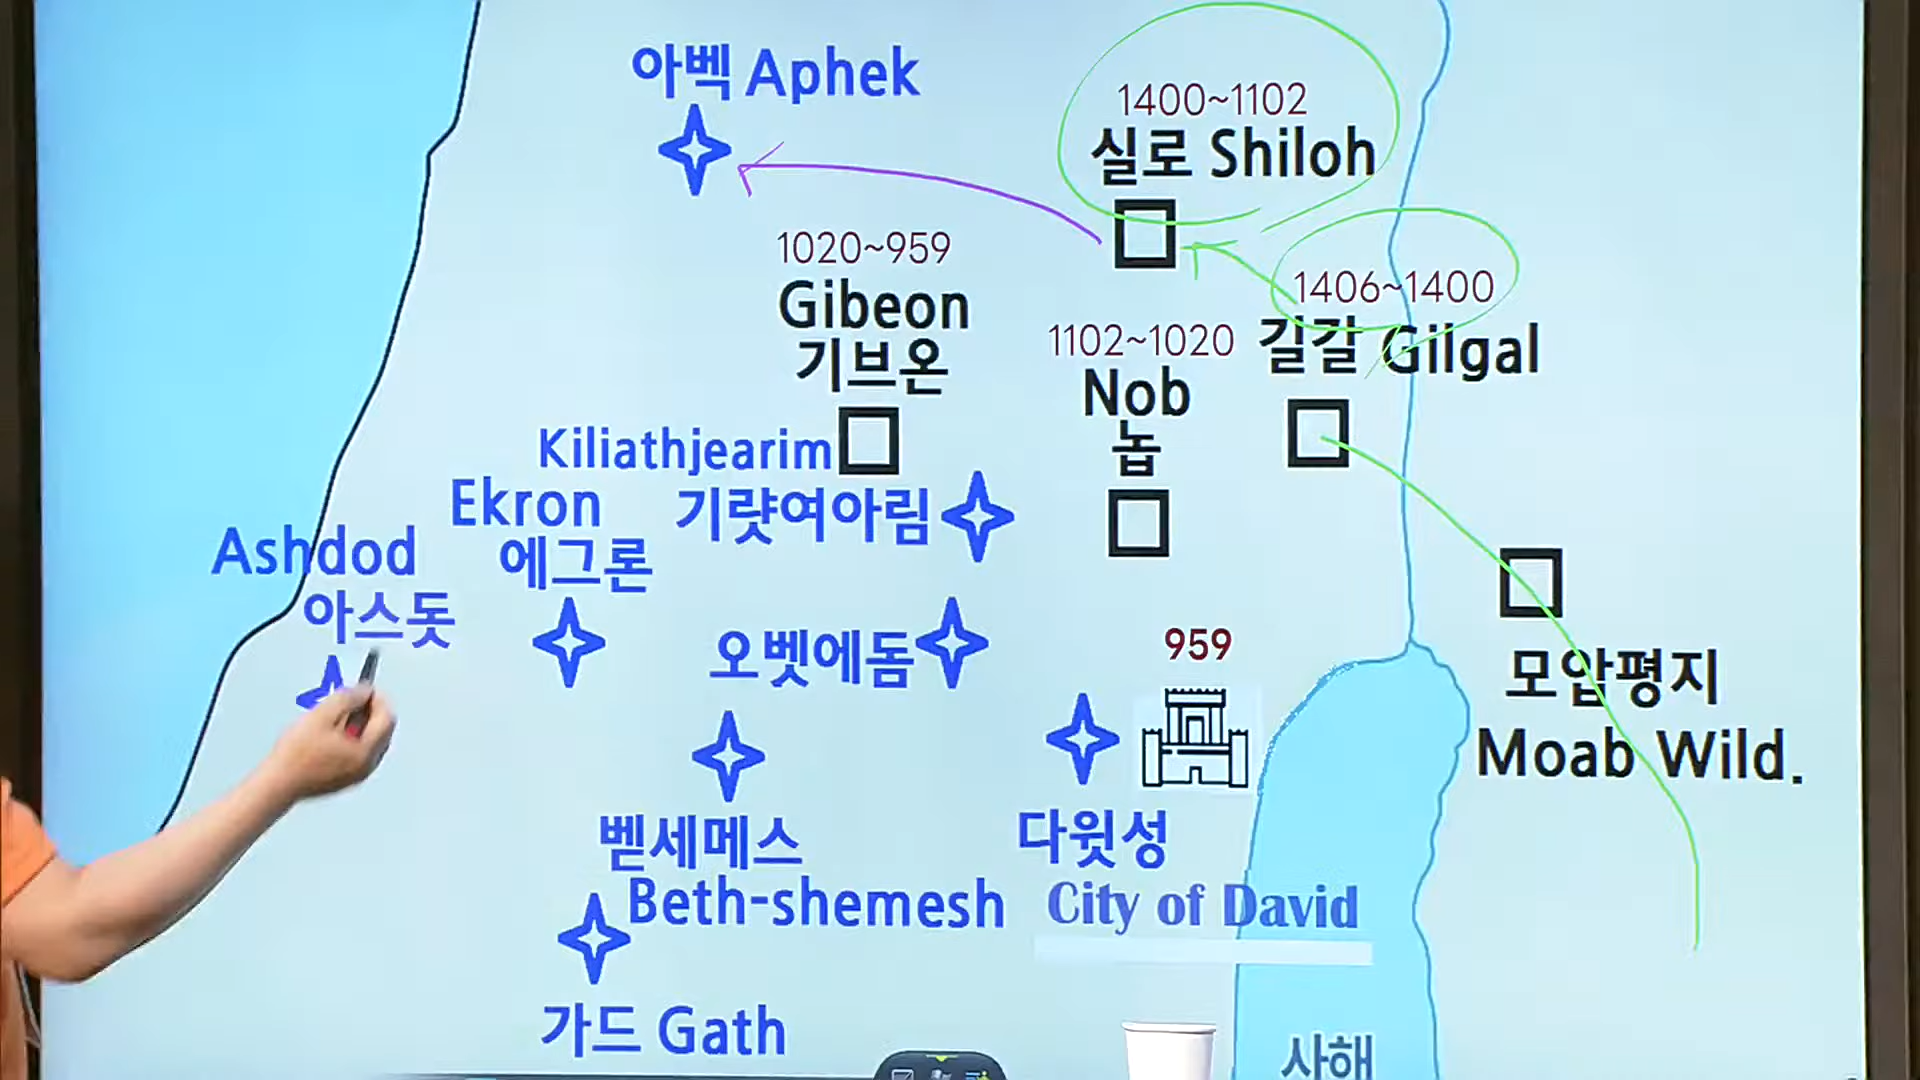 아벡 Aphek
1400~1102
실로 Shiloh
1020~959
Gibeon
기브온
1406~1400
길갈 Gilgal
1102~1020
Nob
놉
Kiliathjearim
기럇여아림
Ekron
에그론
Ashdod
아스돗
오벳에돔
959
모압평지
Moab Wild.
벧세메스
Beth-shemesh
다윗성
City of David
가드 Gath
사해